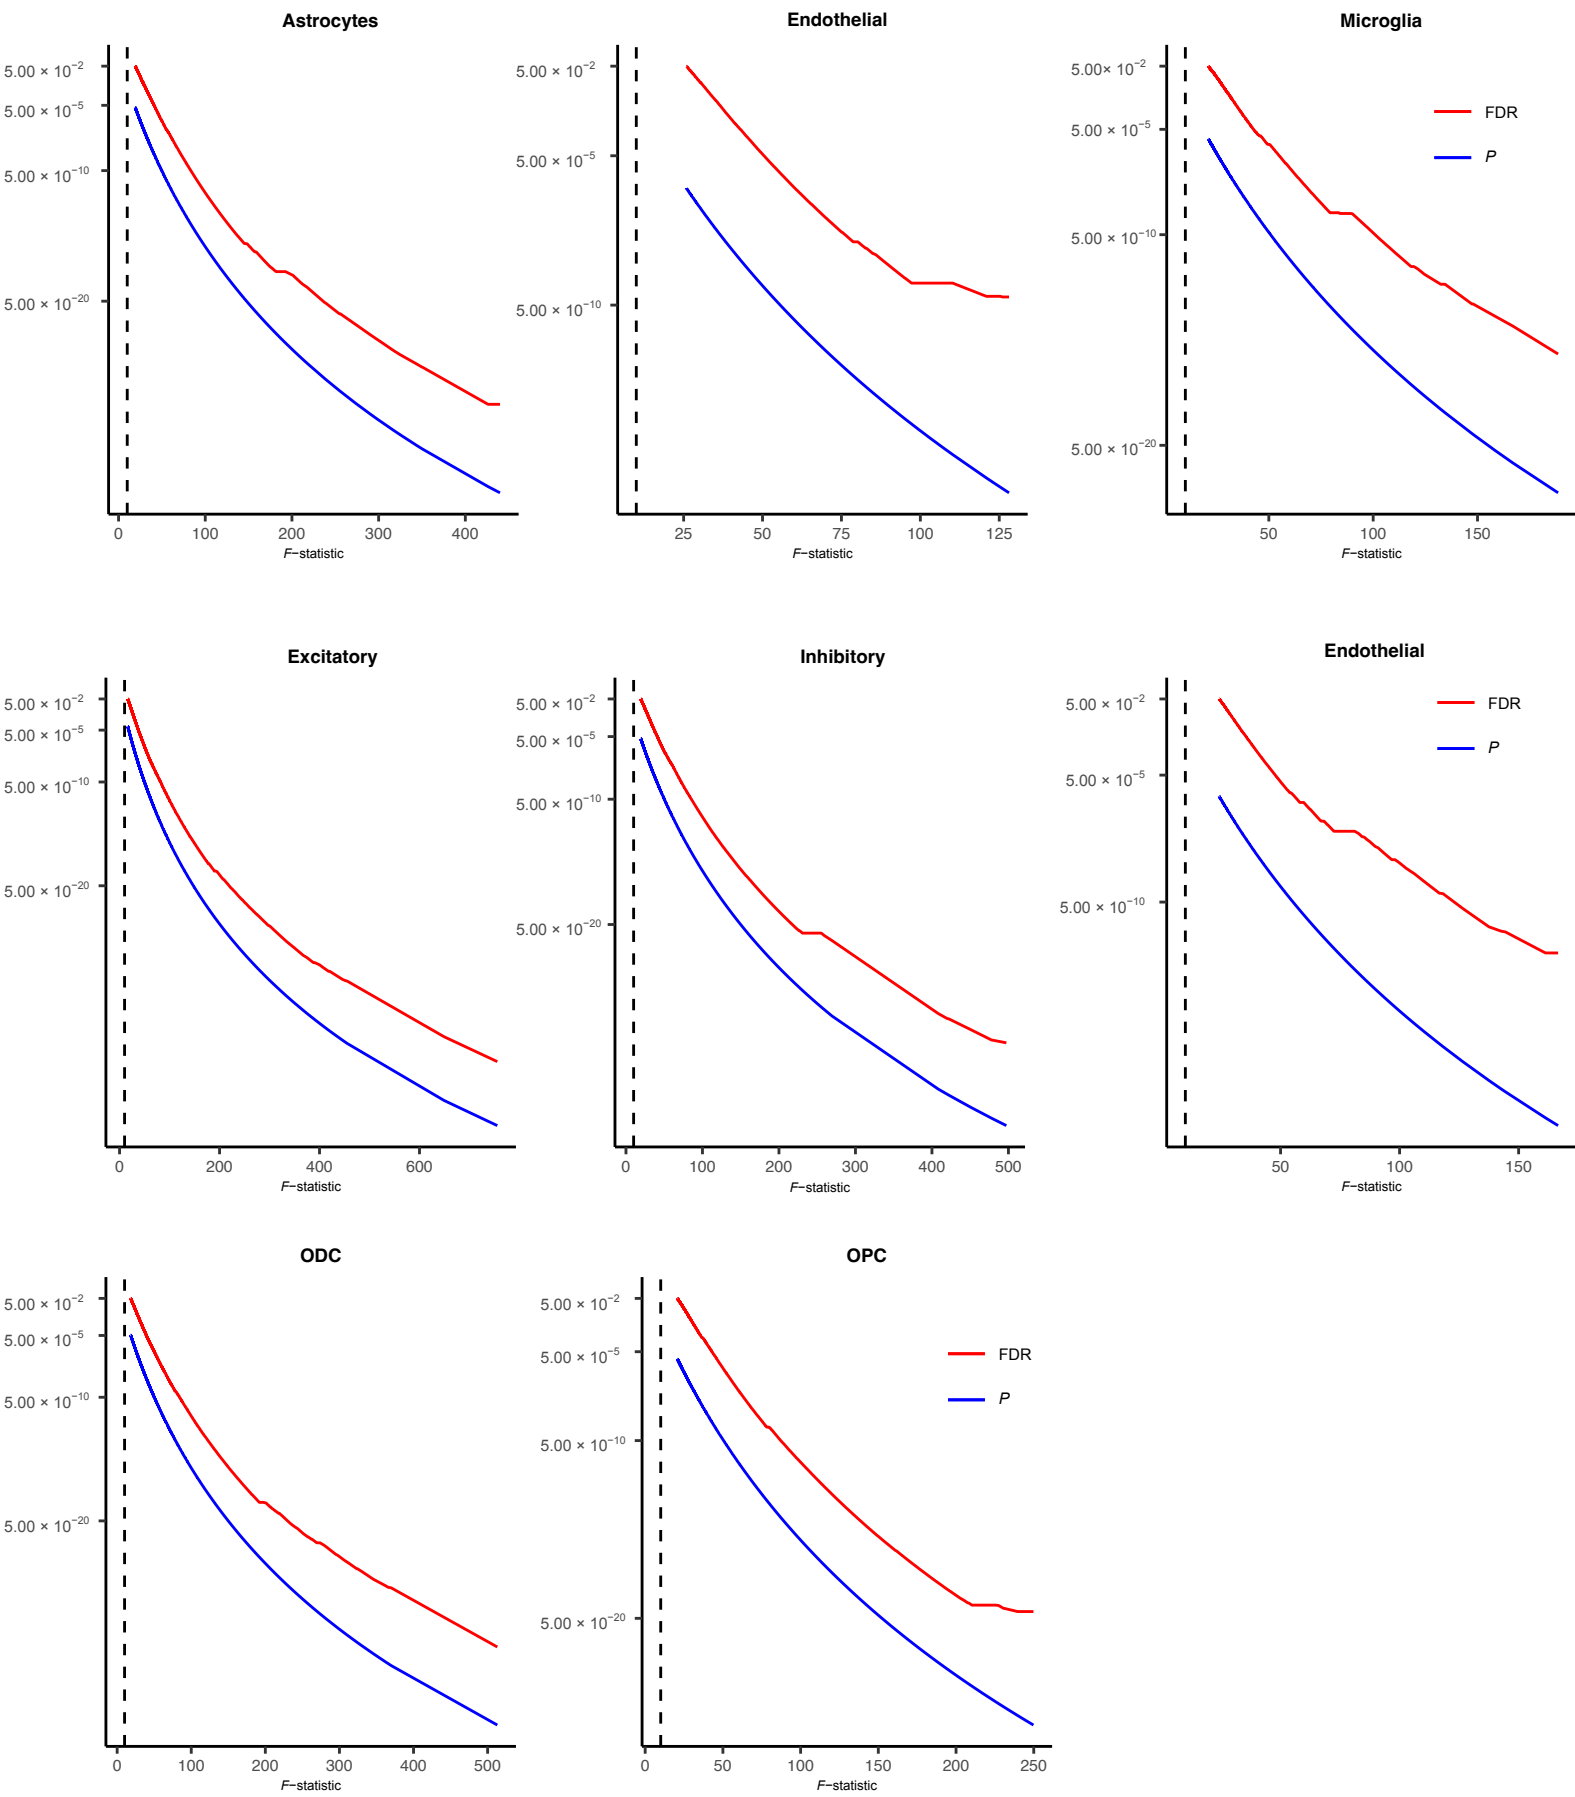 Astrocytes
5.00 × 10⁻²
5.00 × 10⁻⁵
5.00 × 10⁻¹⁰
5.00 × 10⁻²⁰
0 100 200 300 400
F−statistic
Endothelial
5.00 × 10⁻²
5.00 × 10⁻⁵
5.00 × 10⁻¹⁰
25 50 75 100 125
F−statistic
Microglia
5.00× 10⁻²
5.00 × 10⁻⁵
5.00 × 10⁻¹⁰
5.00 × 10⁻²⁰
FDR
P
50 100 150
F−statistic
Excitatory
5.00 × 10⁻²
5.00 × 10⁻⁵
5.00 × 10⁻¹⁰
5.00 × 10⁻²⁰
0 200 400 600
F−statistic
Inhibitory
5.00 × 10⁻²
5.00 × 10⁻⁵
5.00 × 10⁻¹⁰
5.00 × 10⁻²⁰
0 100 200 300 400 500
F−statistic
Endothelial
5.00 × 10⁻²
5.00 × 10⁻⁵
5.00 × 10⁻¹⁰
FDR
P
50 100 150
F−statistic
ODC
5.00 × 10⁻²
5.00 × 10⁻⁵
5.00 × 10⁻¹⁰
5.00 × 10⁻²⁰
0 100 200 300 400 500
F−statistic
OPC
5.00 × 10⁻²
5.00 × 10⁻⁵
5.00 × 10⁻¹⁰
5.00 × 10⁻²⁰
FDR
P
0 50 100 150 200 250
F−statistic